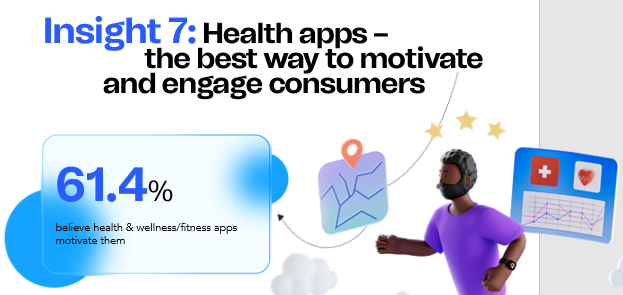 Insight 7: Health apps –
the best way to motivate
and engage consumers
61.4%
believe health & wellness/fitness apps
motivate them